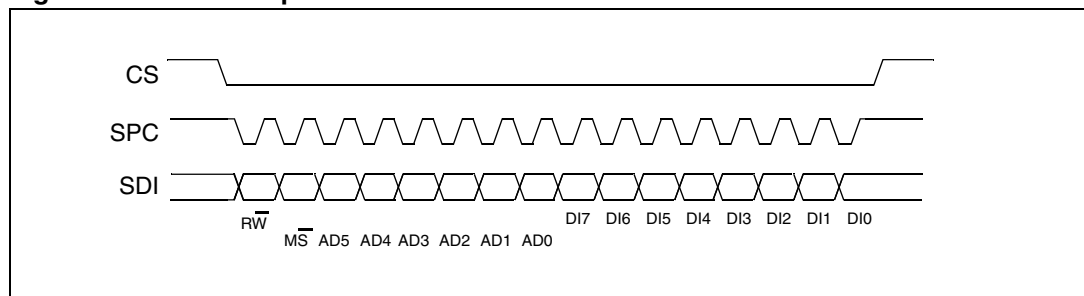 CS
SPC
SDI
RW̅ DI7 DI6 DI5 DI4 DI3 DI2 DI1 DI0
MS̅ AD5 AD4 AD3 AD2 AD1 AD0